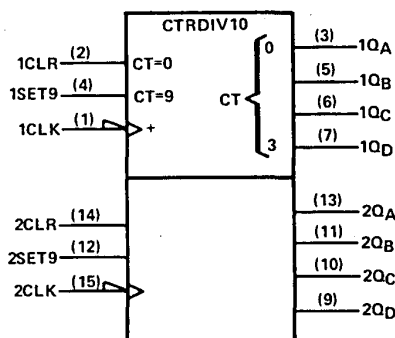 CTRDIV10
1CLR (2) CT=0
1SET9 (4) CT=9
1CLK (1) +
CT 0 3
(3) 1QA
(5) 1QB
(6) 1QC
(7) 1QD
2CLR (14)
2SET9 (12)
2CLK (15)
(13) 2QA
(11) 2QB
(10) 2QC
(9) 2QD